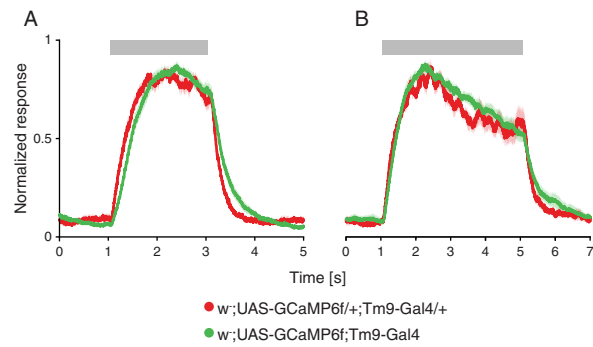 A
B
Normalized response
1
0.5
0
0 1 2 3 4 5
0 1 2 3 4 5 6 7
Time [s]
w⁻;UAS-GCaMP6f/+;Tm9-Gal4/+
w⁻;UAS-GCaMP6f;Tm9-Gal4